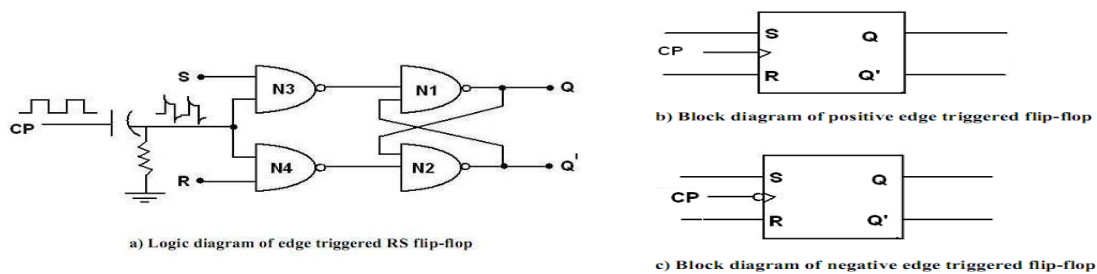 S
N3
N1
Q
CP
N4
N2
Q'
R
a) Logic diagram of edge triggered RS flip-flop
S
Q
CP
R
Q'
b) Block diagram of positive edge triggered flip-flop
S
Q
CP
R
Q'
c) Block diagram of negative edge triggered flip-flop